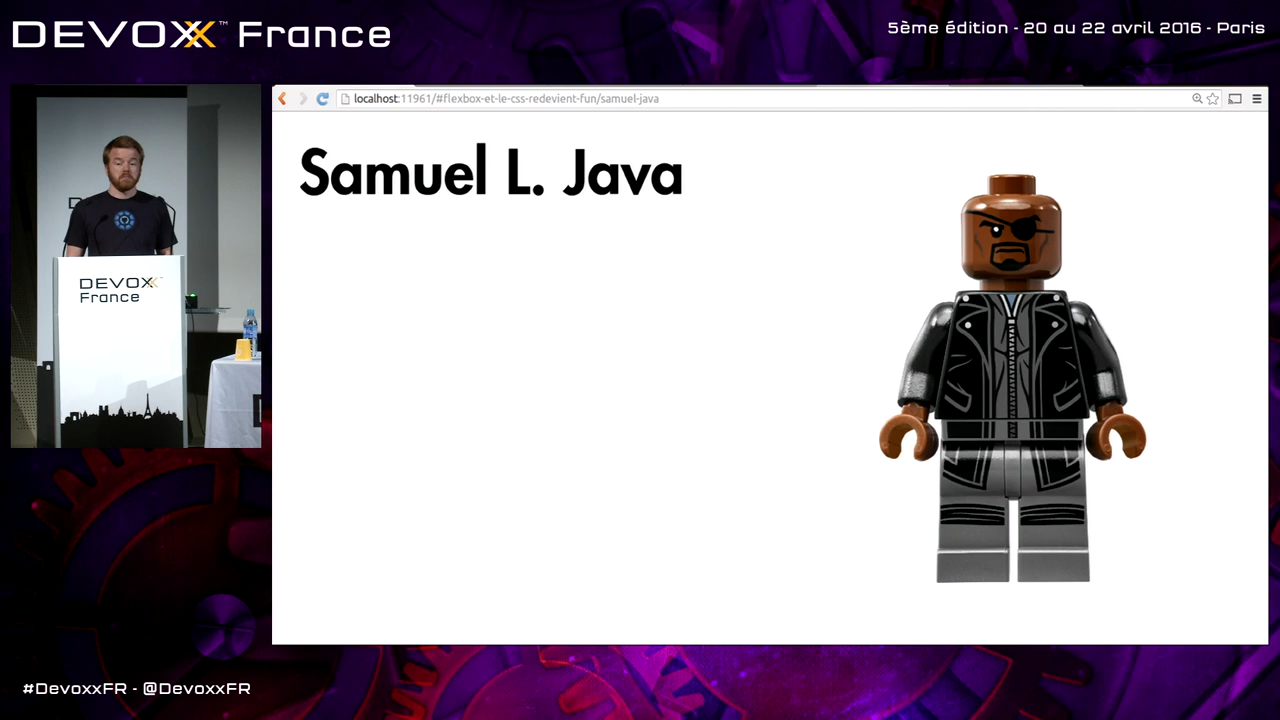 DEVOXX™ France
5ème édition - 20 au 22 avril 2016 - Paris
localhost:11961/#flexbox-et-le-css-redevient-fun/samuel-java
Samuel L. Java
DEVOXX™
France
#DevoxxFR - @DevoxxFR